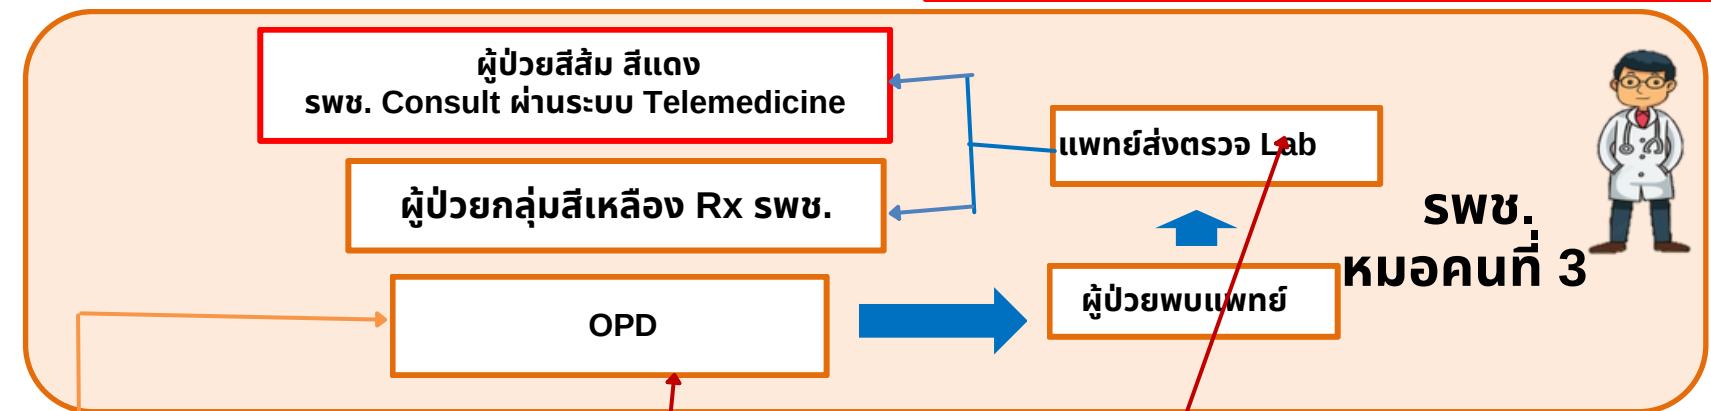 ผู้ป่วยสีส้ม สีแดง
รพช. Consult ผ่านระบบ Telemedicine
แพทย์ส่งตรวจ Lab
ผู้ป่วยกลุ่มสีเหลือง Rx รพช.
รพช.
หมอคนที่ 3
OPD
ผู้ป่วยพบแพทย์